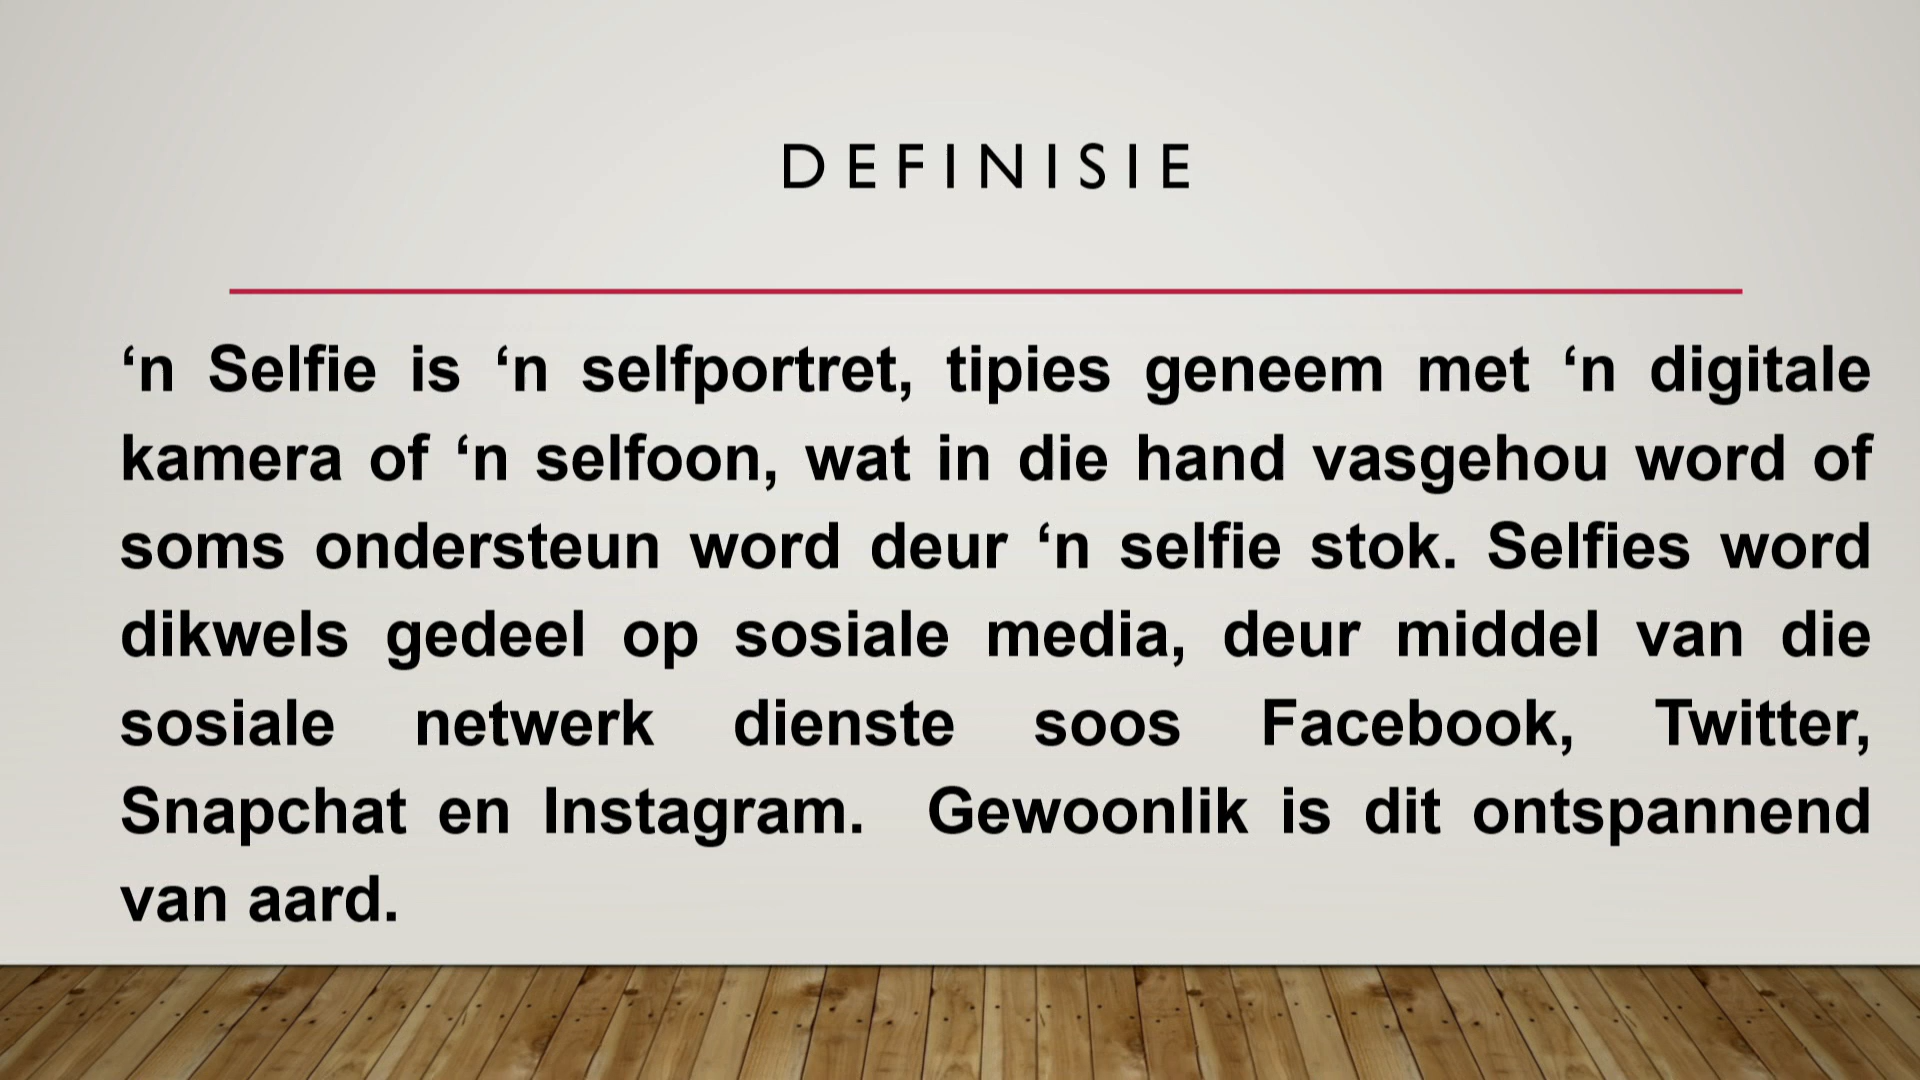 DEFINISIE
‘n Selfie is ‘n selfportret, tipies geneem met ‘n digitale
kamera of ‘n selfoon, wat in die hand vasgehou word of
soms ondersteun word deur ‘n selfie stok. Selfies word
dikwels gedeel op sosiale media, deur middel van die
sosiale netwerk dienste soos Facebook, Twitter,
Snapchat en Instagram.  Gewoonlik is dit ontspannend
van aard.